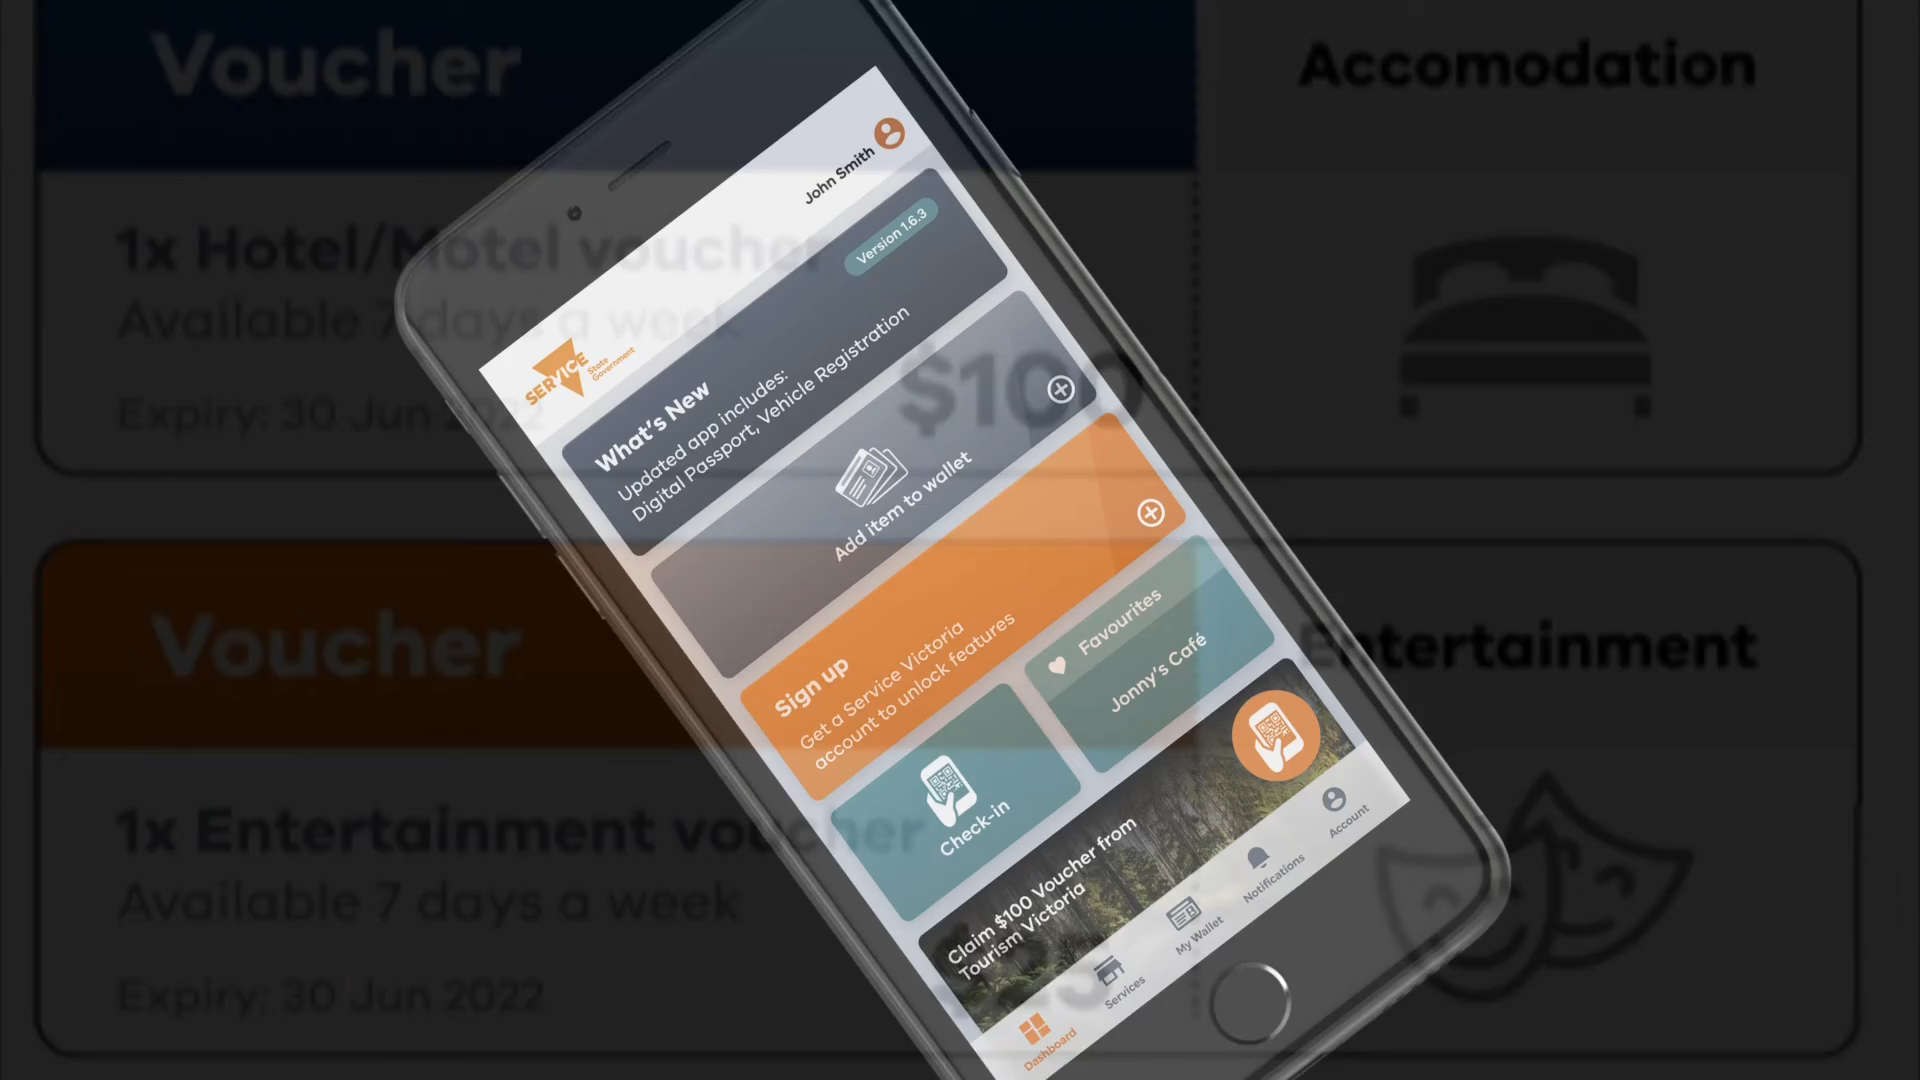 Voucher
Accomodation
1x Hotel/Motel voucher
Available 7 days a week
$100
Expiry: 30 Jun 2022
Voucher
Entertainment
1x Entertainment voucher
Available 7 days a week
Expiry: 30 Jun 2022
John Smith
SERVICE
State
Government
Version 1.6.3
What's New
Updated app includes:
Digital Passport, Vehicle Registration
Add item to wallet
Sign up
Get a Service Victoria
account to unlock features
Favourites
Jonny's Café
Check-in
Claim $100 Voucher from
Tourism Victoria
Dashboard
Services
My Wallet
Notifications
Account